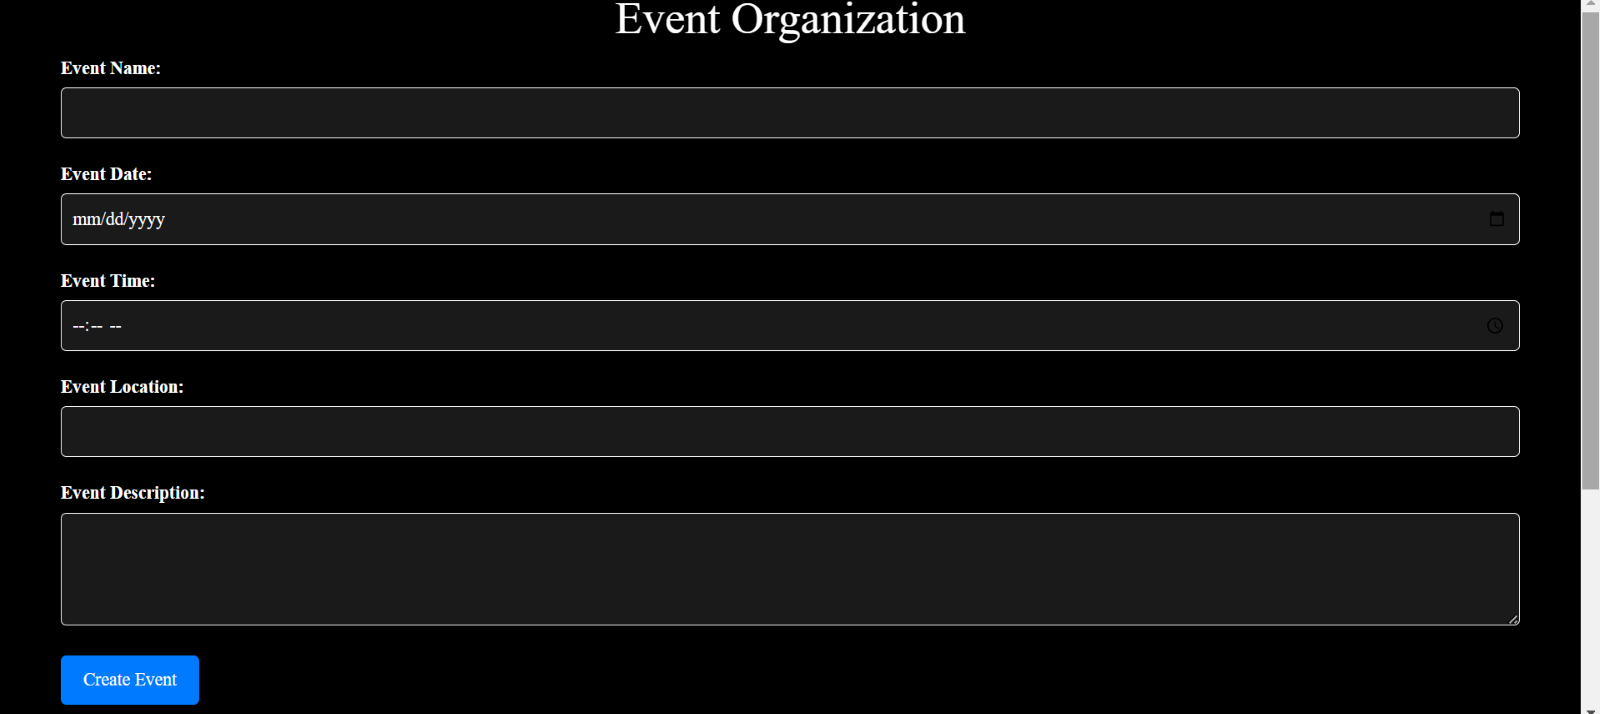 Event Organization
Event Name:
Event Date:
mm/dd/yyyy
Event Time:
--:-- --
Event Location:
Event Description:
Create Event